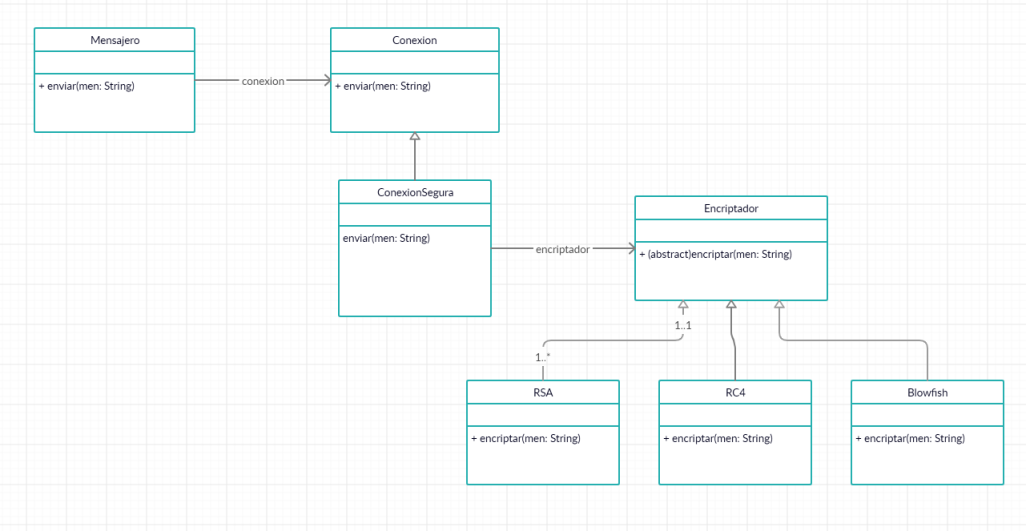 Mensajero
+ enviar(men: String)
conexion
Conexion
+ enviar(men: String)
ConexionSegura
enviar(men: String)
encriptador
Encriptador
+ (abstract)encriptar(men: String)
1..1
1..*
RSA
+ encriptar(men: String)
RC4
+ encriptar(men: String)
Blowfish
+ encriptar(men: String)